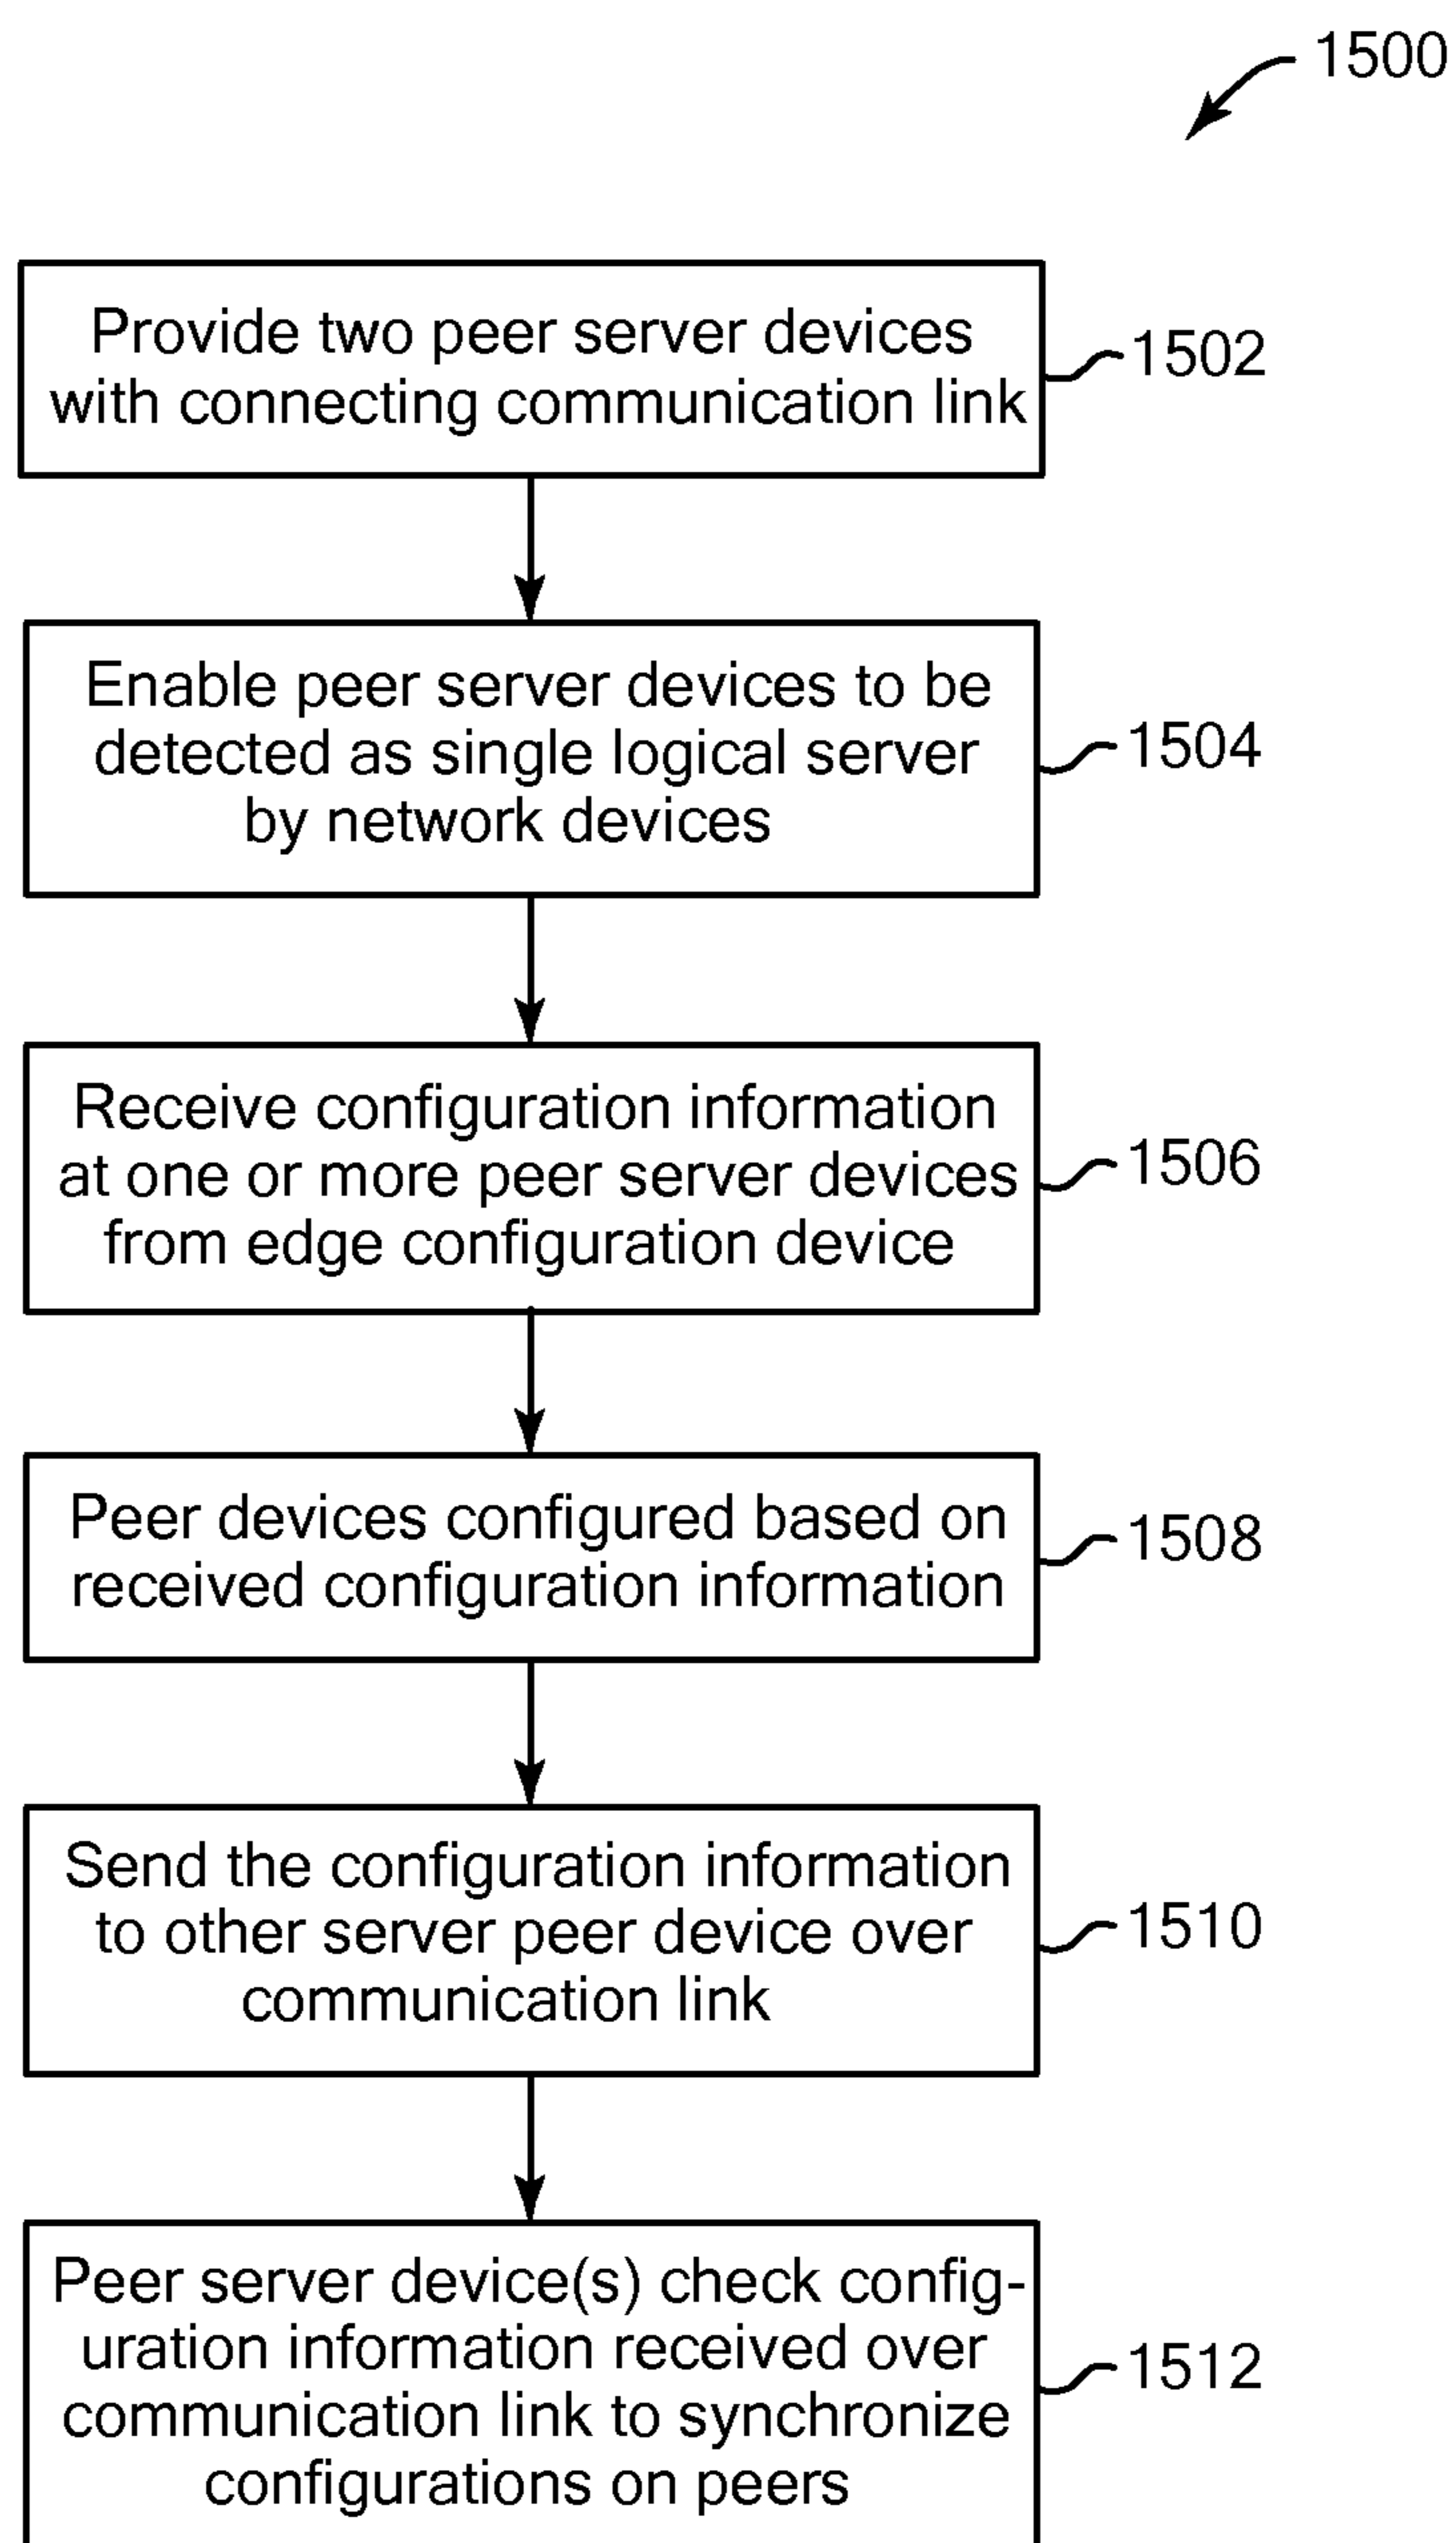 1500
Provide two peer server devices
with connecting communication link
1502
Enable peer server devices to be
detected as single logical server
by network devices
1504
Receive configuration information
at one or more peer server devices
from edge configuration device
1506
Peer devices configured based on
received configuration information
1508
Send the configuration information
to other server peer device over
communication link
1510
Peer server device(s) check config-
uration information received over
communication link to synchronize
configurations on peers
1512